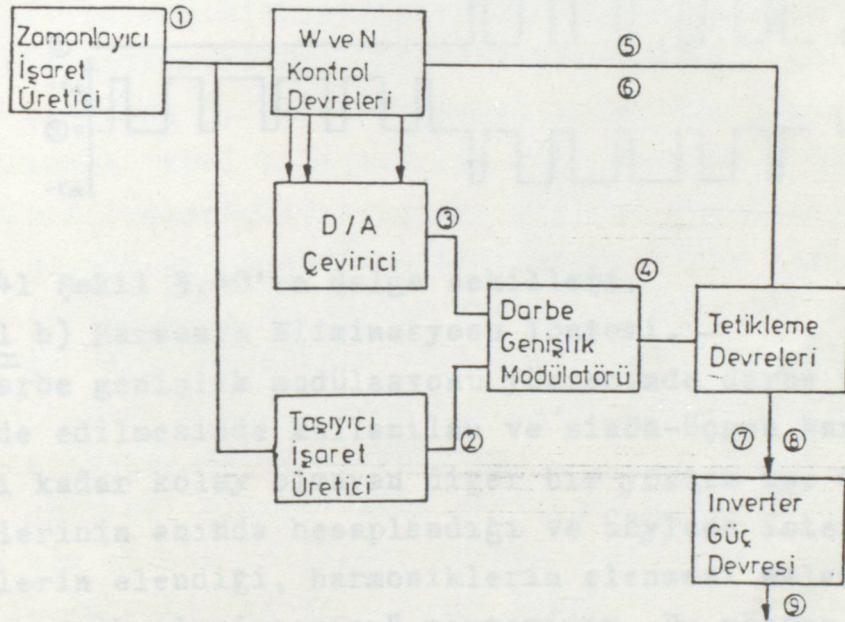 Zamanlayıcı
İşaret
Üretici
①
W ve N
Kontrol
Devreleri
⑤
⑥
D/A
Çevirici
③
④
Darbe
Genişlik
Modülatörü
Tetikleme
Devreleri
Taşıyıcı
İşaret
Üretici
②
⑦
⑧
Inverter
Güç
Devresi
⑨